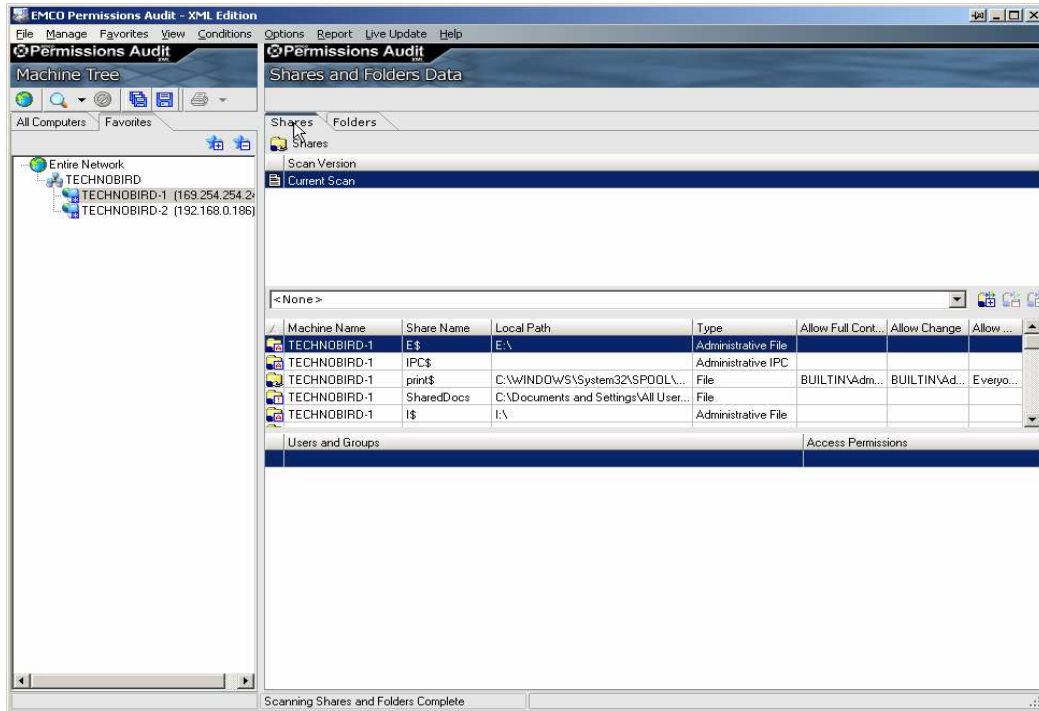 EMCO Permissions Audit - XML Edition
File Manage Favorites View Conditions Options Report Live Update Help
Permissions Audit
XML
Machine Tree
Permissions Audit
XML
Shares and Folders Data
All Computers Favorites
Entire Network
TECHNOBIRD
TECHNOBIRD-1 (169.254.254.24
TECHNOBIRD-2 (192.168.0.186)
Shares Folders
Shares
Scan Version
Current Scan
<None>
Machine Name Share Name Local Path Type Allow Full Cont... Allow Change Allow ...
TECHNOBIRD-1 E$ E:\ Administrative File
TECHNOBIRD-1 IPC$ Administrative IPC
TECHNOBIRD-1 print$ C:\WINDOWS\System32\SPOOL\... File BUILTIN\Adm... BUILTIN\Ad... Everyo...
TECHNOBIRD-1 SharedDocs C:\Documents and Settings\All User... File
TECHNOBIRD-1 I$ I:\ Administrative File
Users and Groups Access Permissions
Scanning Shares and Folders Complete